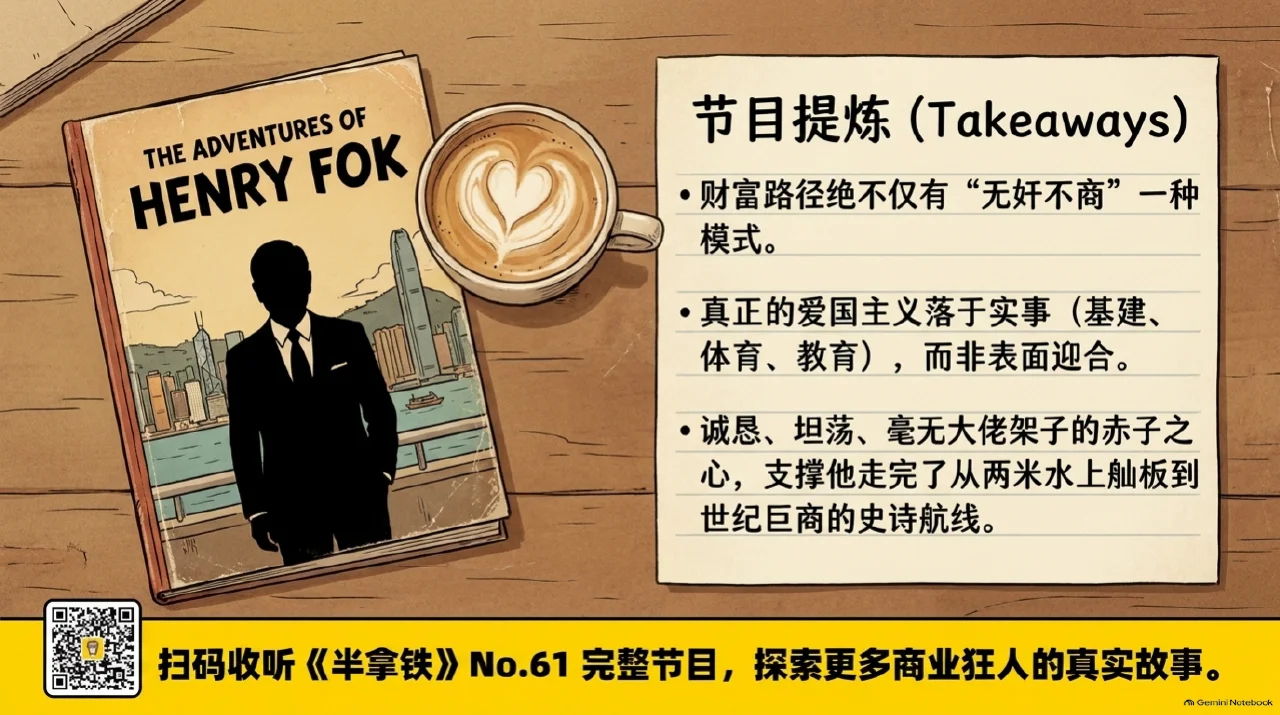 THE ADVENTURES OF
HENRY FOK
节目提炼 (Takeaways)
• 财富路径绝不仅有“无奸不商”一种
模式。
• 真正的爱国主义落于实事（基建、
体育、教育），而非表面迎合。
• 诚恳、坦荡、毫无大佬架子的赤子之
心，支撑他走完了从两米水上舢板到
世纪巨商的史诗航线。
扫码收听《半拿铁》No.61 完整节目，探索更多商业狂人的真实故事。
Gemini Notebook